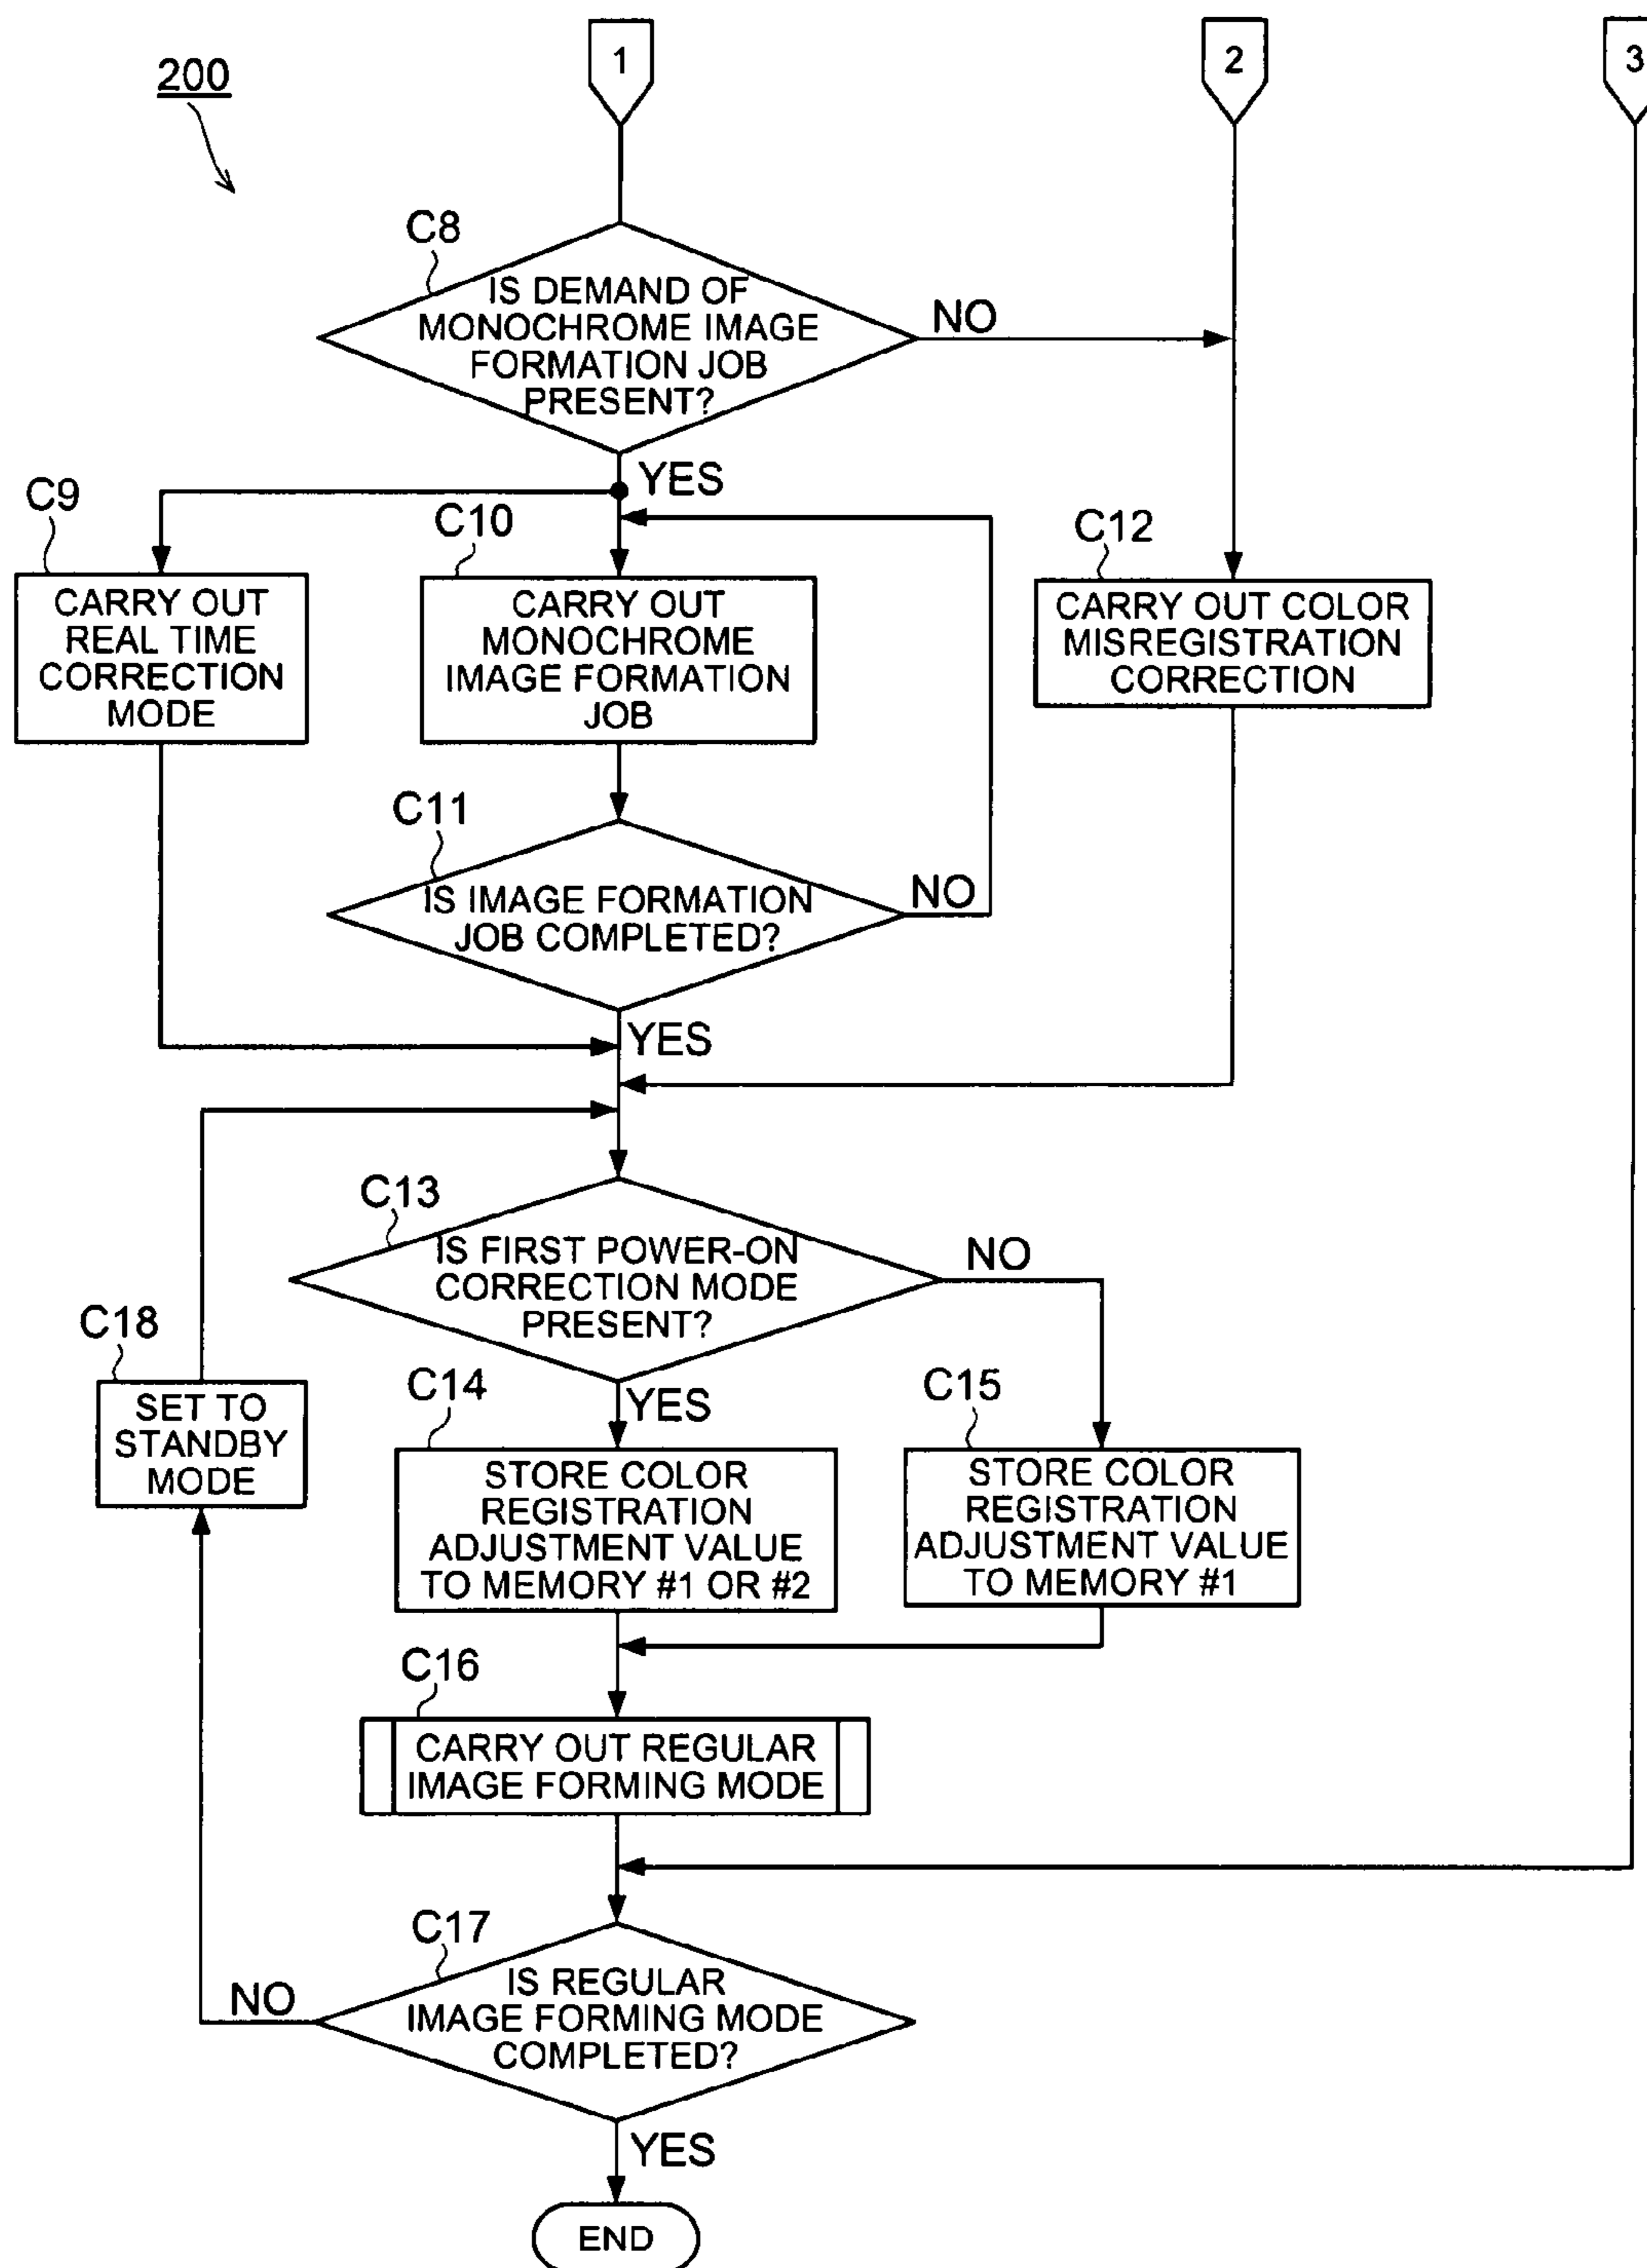 1
2
3
200
C8
IS DEMAND OF
MONOCHROME IMAGE
FORMATION JOB
PRESENT?
NO
YES
C9
CARRY OUT
REAL TIME
CORRECTION
MODE
C10
CARRY OUT
MONOCHROME
IMAGE FORMATION
JOB
C12
CARRY OUT COLOR
MISREGISTRATION
CORRECTION
C11
IS IMAGE FORMATION
JOB COMPLETED?
NO
YES
C13
IS FIRST POWER-ON
CORRECTION MODE
PRESENT?
NO
YES
C18
SET TO
STANDBY
MODE
C14
STORE COLOR
REGISTRATION
ADJUSTMENT VALUE
TO MEMORY #1 OR #2
C15
STORE COLOR
REGISTRATION
ADJUSTMENT VALUE
TO MEMORY #1
C16
CARRY OUT REGULAR
IMAGE FORMING MODE
C17
IS REGULAR
IMAGE FORMING MODE
COMPLETED?
NO
YES
END